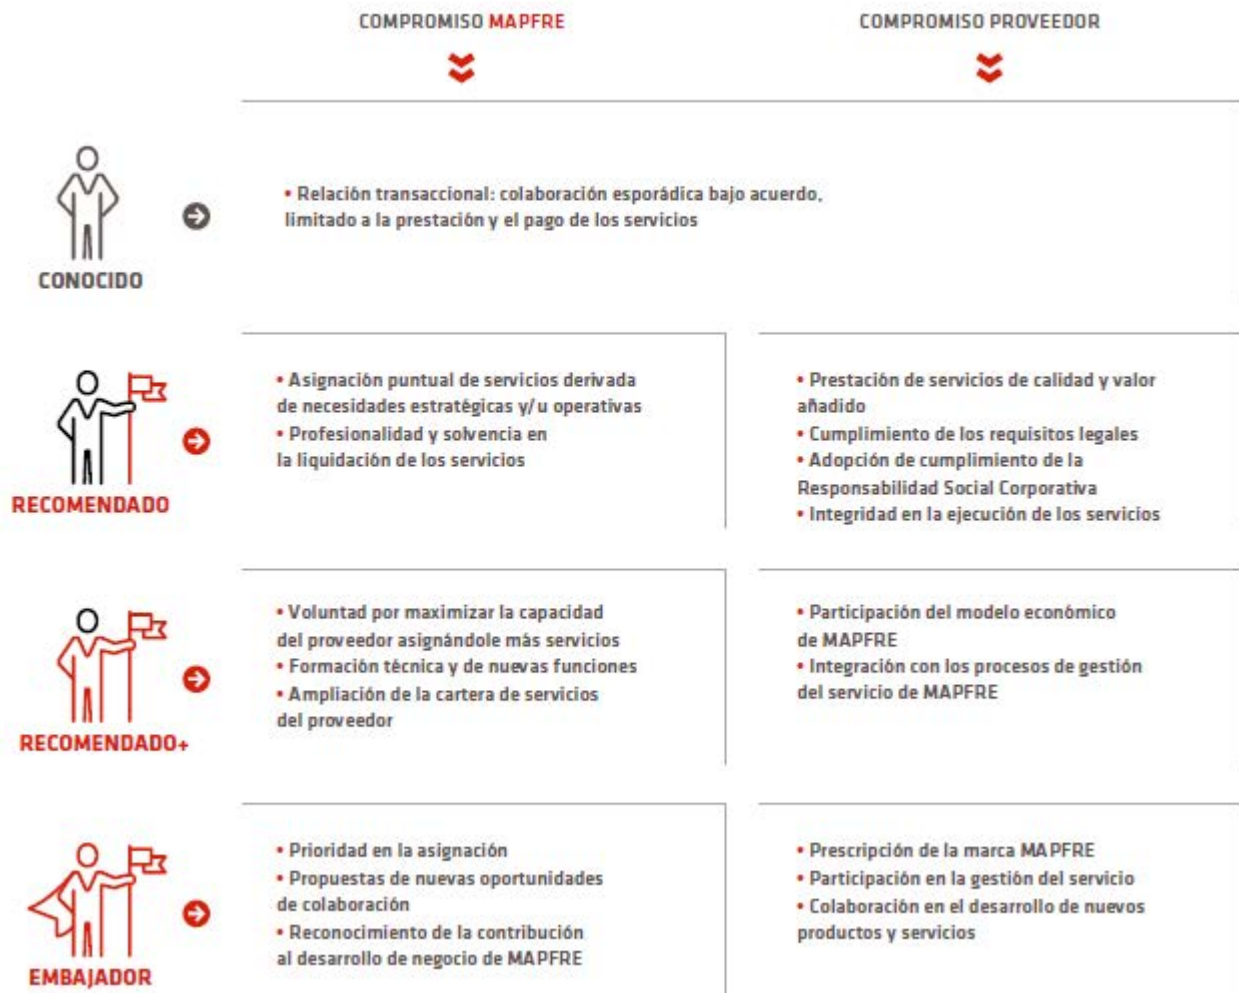 COMPROMISO MAPFRE
COMPROMISO PROVEEDOR
CONOCIDO
• Relación transaccional: colaboración esporádica bajo acuerdo,
limitado a la prestación y el pago de los servicios
RECOMENDADO
• Asignación puntual de servicios derivada
de necesidades estratégicas y/u operativas
• Profesionalidad y solvencia en
la liquidación de los servicios
• Prestación de servicios de calidad y valor
añadido
• Cumplimiento de los requisitos legales
• Adopción de cumplimiento de la
Responsabilidad Social Corporativa
• Integridad en la ejecución de los servicios
RECOMENDADO+
• Voluntad por maximizar la capacidad
del proveedor asignándole más servicios
• Formación técnica y de nuevas funciones
• Ampliación de la cartera de servicios
del proveedor
• Participación del modelo económico
de MAPFRE
• Integración con los procesos de gestión
del servicio de MAPFRE
EMBAJADOR
• Prioridad en la asignación
• Propuestas de nuevas oportunidades
de colaboración
• Reconocimiento de la contribución
al desarrollo de negocio de MAPFRE
• Prescripción de la marca MAPFRE
• Participación en la gestión del servicio
• Colaboración en el desarrollo de nuevos
productos y servicios